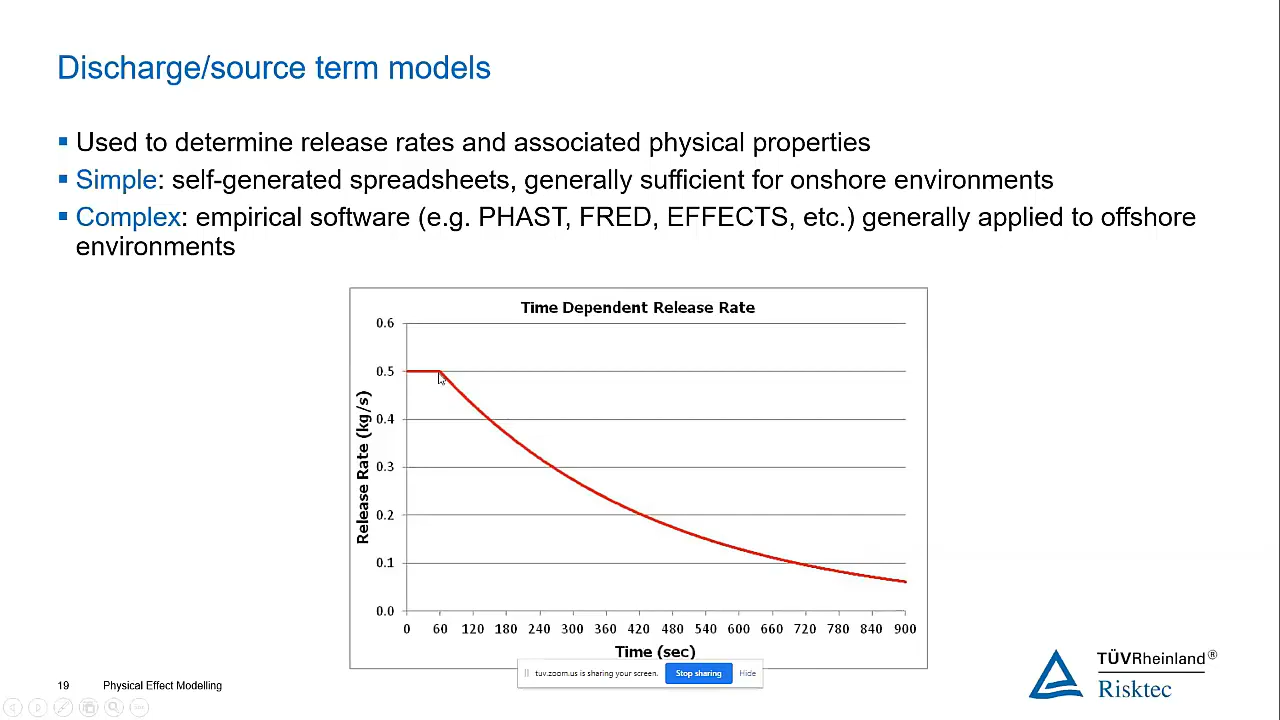 Discharge/source term models
Used to determine release rates and associated physical properties
Simple: self-generated spreadsheets, generally sufficient for onshore environments
Complex: empirical software (e.g. PHAST, FRED, EFFECTS, etc.) generally applied to offshore
environments
Time Dependent Release Rate
Release Rate (kg/s)
0.6
0.5
0.4
0.3
0.2
0.1
0.0
0 60 120 180 240 300 360 420 480 540 600 660 720 780 840 900
Time (sec)
tuv.zoom.us is sharing your screen. Stop sharing Hide
19 Physical Effect Modelling
TÜVRheinland®
Risktec